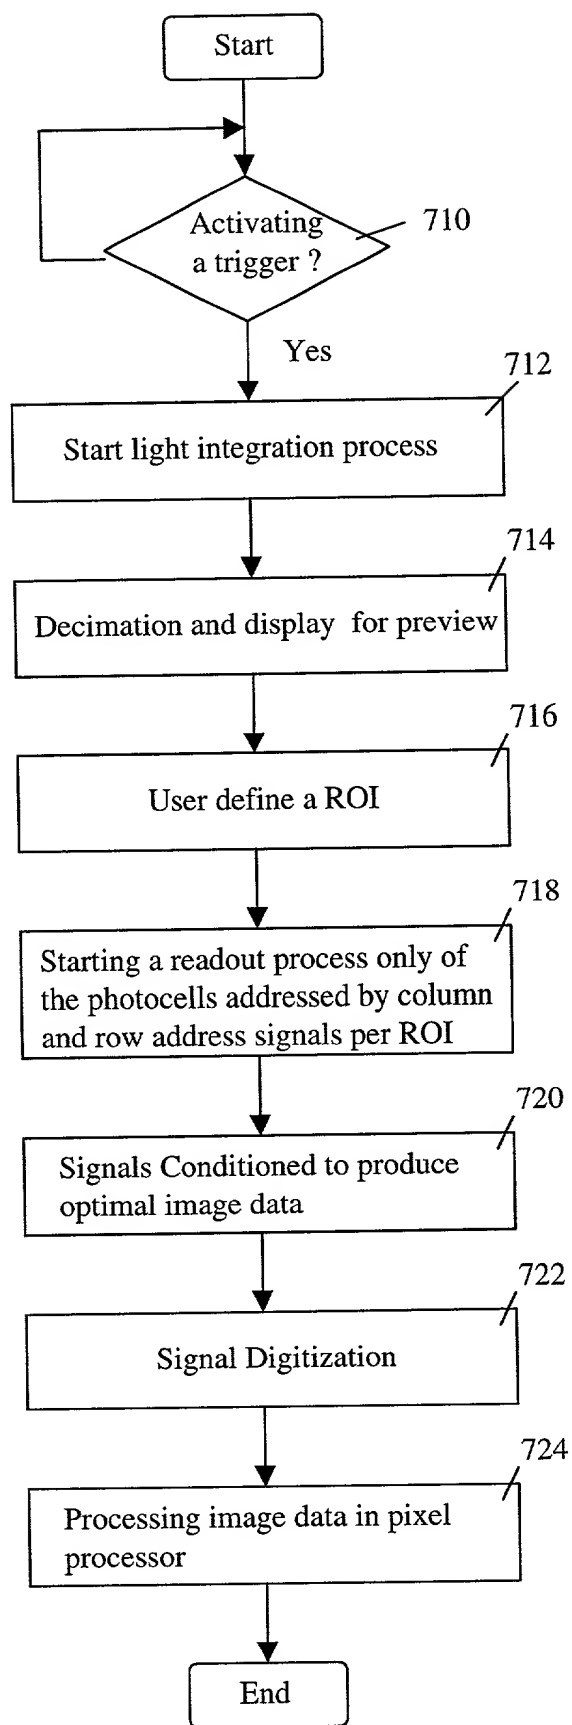 Start
Activating
a trigger ?
710
Yes
712
Start light integration process
714
Decimation and display for preview
716
User define a ROI
718
Starting a readout process only of
the photocells addressed by column
and row address signals per ROI
720
Signals Conditioned to produce
optimal image data
722
Signal Digitization
724
Processing image data in pixel
processor
End